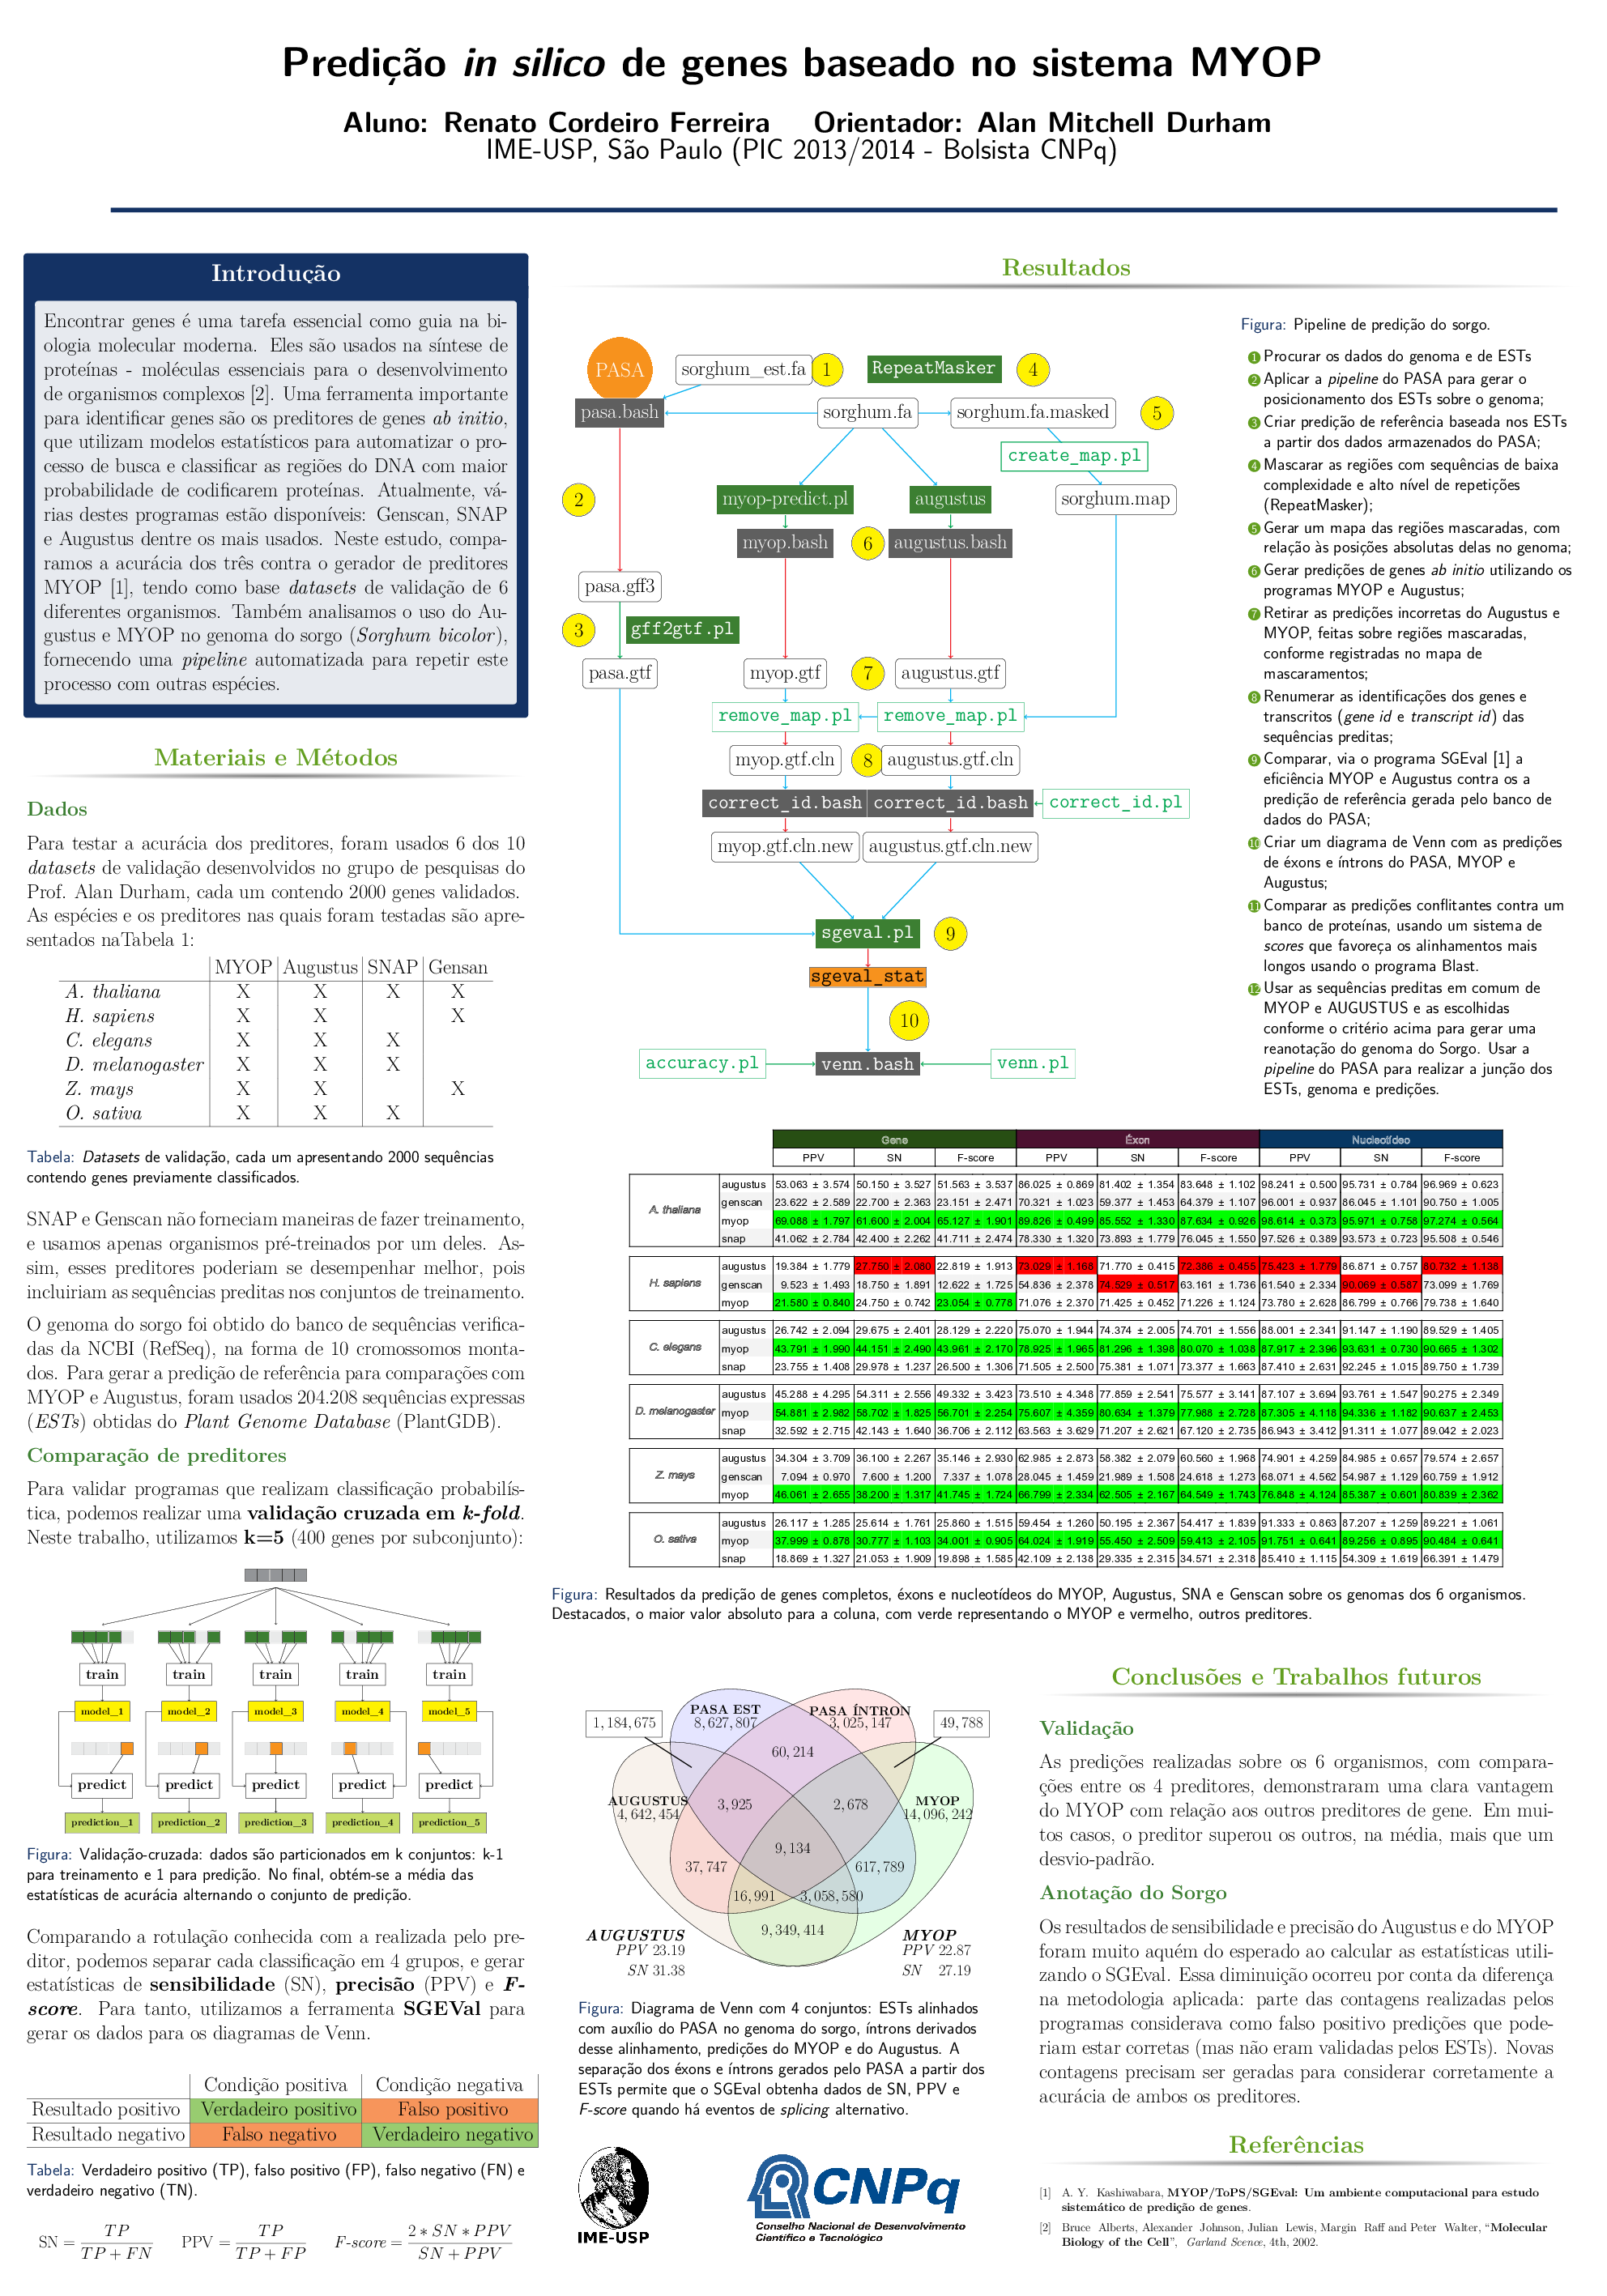 Predição in silico de genes baseado no sistema MYOP
Aluno: Renato Cordeiro Ferreira Orientador: Alan Mitchell Durham
IME-USP, São Paulo (PIC 2013/2014 - Bolsista CNPq)
Introdução
Encontrar genes é uma tarefa essencial como guia na bi-
ologia molecular moderna. Eles são usados na síntese de
proteínas - moléculas essenciais para o desenvolvimento
de organismos complexos [2]. Uma ferramenta importante
para identificar genes são os preditores de genes ab initio,
que utilizam modelos estatísticos para automatizar o pro-
cesso de busca e classificar as regiões do DNA com maior
probabilidade de codificarem proteínas. Atualmente, vá-
rias destes programas estão disponíveis: Genscan, SNAP
e Augustus dentre os mais usados. Neste estudo, compa-
ramos a acurácia dos três contra o gerador de preditores
MYOP [1], tendo como base datasets de validação de 6
diferentes organismos. Também analisamos o uso do Au-
gustus e MYOP no genoma do sorgo (Sorghum bicolor),
fornecendo uma pipeline automatizada para repetir este
processo com outras espécies.
Materiais e Métodos
Dados
Para testar a acurácia dos preditores, foram usados 6 dos 10
datasets de validação desenvolvidos no grupo de pesquisas do
Prof. Alan Durham, cada um contendo 2000 genes validados.
As espécies e os preditores nas quais foram testadas são apre-
sentados naTabela 1:
MYOP Augustus SNAP Gensan
A. thaliana X X X X
H. sapiens X X X
C. elegans X X X
D. melanogaster X X X
Z. mays X X X
O. sativa X X X
Tabela: Datasets de validação, cada um apresentando 2000 sequências
contendo genes previamente classificados.
SNAP e Genscan não forneciam maneiras de fazer treinamento,
e usamos apenas organismos pré-treinados por um deles. As-
sim, esses preditores poderiam se desempenhar melhor, pois
incluiriam as sequências preditas nos conjuntos de treinamento.
O genoma do sorgo foi obtido do banco de sequências verifica-
das da NCBI (RefSeq), na forma de 10 cromossomos monta-
dos. Para gerar a predição de referência para comparações com
MYOP e Augustus, foram usados 204.208 sequências expressas
(ESTs) obtidas do Plant Genome Database (PlantGDB).
Comparação de preditores
Para validar programas que realizam classificação probabilís-
tica, podemos realizar uma validação cruzada em k-fold.
Neste trabalho, utilizamos k=5 (400 genes por subconjunto):
train train train train train
model_1 model_2 model_3 model_4 model_5
predict predict predict predict predict
prediction_1 prediction_2 prediction_3 prediction_4 prediction_5
Figura: Validação-cruzada: dados são particionados em k conjuntos: k-1
para treinamento e 1 para predição. No final, obtém-se a média das
estatísticas de acurácia alternando o conjunto de predição.
Comparando a rotulação conhecida com a realizada pelo pre-
ditor, podemos separar cada classificação em 4 grupos, e gerar
estatísticas de sensibilidade (SN), precisão (PPV) e F-
score. Para tanto, utilizamos a ferramenta SGEVal para
gerar os dados para os diagramas de Venn.
Condição positiva Condição negativa
Resultado positivo Verdadeiro positivo Falso positivo
Resultado negativo Falso negativo Verdadeiro negativo
Tabela: Verdadeiro positivo (TP), falso positivo (FP), falso negativo (FN) e
verdadeiro negativo (TN).
SN = TP / TP + FN PPV = TP / TP + FP F-score = 2 * SN * PPV / SN + PPV
Resultados
PASA sorghum_est.fa 1 RepeatMasker 4
pasa.bash sorghum.fa sorghum.fa.masked 5
create_map.pl
2 myop-predict.pl augustus sorghum.map
myop.bash 6 augustus.bash
pasa.gff3
3 gff2gtf.pl
pasa.gtf myop.gtf 7 augustus.gtf
remove_map.pl remove_map.pl
myop.gtf.cln 8 augustus.gtf.cln
correct_id.bash correct_id.bash correct_id.pl
myop.gtf.cln.new augustus.gtf.cln.new
sgeval.pl 9
sgeval_stat
10
accuracy.pl venn.bash venn.pl
Figura: Pipeline de predição do sorgo.
1 Procurar os dados do genoma e de ESTs
2 Aplicar a pipeline do PASA para gerar o
posicionamento dos ESTs sobre o genoma;
3 Criar predição de referência baseada nos ESTs
a partir dos dados armazenados do PASA;
4 Mascarar as regiões com sequências de baixa
complexidade e alto nível de repetições
(RepeatMasker);
5 Gerar um mapa das regiões mascaradas, com
relação às posições absolutas delas no genoma;
6 Gerar predições de genes ab initio utilizando os
programas MYOP e Augustus;
7 Retirar as predições incorretas do Augustus e
MYOP, feitas sobre regiões mascaradas,
conforme registradas no mapa de
mascaramentos;
8 Renumerar as identificações dos genes e
transcritos (gene id e transcript id) das
sequências preditas;
9 Comparar, via o programa SGEval [1] a
eficiência MYOP e Augustus contra os a
predição de referência gerada pelo banco de
dados do PASA;
10 Criar um diagrama de Venn com as predições
de éxons e íntrons do PASA, MYOP e
Augustus;
11 Comparar as predições conflitantes contra um
banco de proteínas, usando um sistema de
scores que favoreça os alinhamentos mais
longos usando o programa Blast.
12 Usar as sequências preditas em comum de
MYOP e AUGUSTUS e as escolhidas
conforme o critério acima para gerar uma
reanotação do genoma do Sorgo. Usar a
pipeline do PASA para realizar a junção dos
ESTs, genoma e predições.
Gene Éxon Nucleotídeo
PPV SN F-score PPV SN F-score PPV SN F-score
A. thaliana
augustus 53.063 ± 3.574 50.150 ± 3.527 51.563 ± 3.537 86.025 ± 0.869 81.402 ± 1.354 83.648 ± 1.102 98.241 ± 0.500 95.731 ± 0.784 96.969 ± 0.623
genscan 23.622 ± 2.589 22.700 ± 2.363 23.151 ± 2.471 70.321 ± 1.023 59.377 ± 1.453 64.379 ± 1.107 96.001 ± 0.937 86.045 ± 1.101 90.750 ± 1.005
myop 69.088 ± 1.797 61.600 ± 2.004 65.127 ± 1.901 89.826 ± 0.499 85.552 ± 1.330 87.634 ± 0.926 98.614 ± 0.373 95.971 ± 0.758 97.274 ± 0.564
snap 41.062 ± 2.784 42.400 ± 2.262 41.711 ± 2.474 78.330 ± 1.320 73.893 ± 1.779 76.045 ± 1.550 97.526 ± 0.389 93.573 ± 0.723 95.508 ± 0.546
H. sapiens
augustus 19.384 ± 1.779 27.750 ± 2.080 22.819 ± 1.913 73.029 ± 1.168 71.770 ± 0.415 72.386 ± 0.455 75.423 ± 1.779 86.871 ± 0.757 80.732 ± 1.138
genscan 9.523 ± 1.493 18.750 ± 1.891 12.622 ± 1.725 54.836 ± 2.378 74.529 ± 0.517 63.161 ± 1.736 61.540 ± 2.334 90.069 ± 0.587 73.099 ± 1.769
myop 21.580 ± 0.840 24.750 ± 0.742 23.054 ± 0.778 71.076 ± 2.370 71.425 ± 0.452 71.226 ± 1.124 73.780 ± 2.628 86.799 ± 0.766 79.738 ± 1.640
C. elegans
augustus 26.742 ± 2.094 29.675 ± 2.401 28.129 ± 2.220 75.070 ± 1.944 74.374 ± 2.005 74.701 ± 1.556 88.001 ± 2.341 91.147 ± 1.190 89.529 ± 1.405
myop 43.791 ± 1.990 44.151 ± 2.490 43.961 ± 2.170 78.925 ± 1.965 81.296 ± 1.398 80.070 ± 1.038 87.917 ± 2.396 93.631 ± 0.730 90.665 ± 1.302
snap 23.755 ± 1.408 29.978 ± 1.237 26.500 ± 1.306 71.505 ± 2.500 75.381 ± 1.071 73.377 ± 1.663 87.410 ± 2.631 92.245 ± 1.015 89.750 ± 1.739
D. melanogaster
augustus 45.288 ± 4.295 54.311 ± 2.556 49.332 ± 3.423 73.510 ± 4.348 77.859 ± 2.541 75.577 ± 3.141 87.107 ± 3.694 93.761 ± 1.547 90.275 ± 2.349
myop 54.881 ± 2.982 58.702 ± 1.825 56.701 ± 2.254 75.607 ± 4.359 80.634 ± 1.379 77.988 ± 2.728 87.305 ± 4.118 94.336 ± 1.182 90.637 ± 2.453
snap 32.592 ± 2.715 42.143 ± 1.640 36.706 ± 2.112 63.563 ± 3.629 71.207 ± 2.621 67.120 ± 2.735 86.943 ± 3.412 91.311 ± 1.077 89.042 ± 2.023
Z. mays
augustus 34.304 ± 3.709 36.100 ± 2.267 35.146 ± 2.930 62.985 ± 2.873 58.382 ± 2.079 60.560 ± 1.968 74.901 ± 4.259 84.985 ± 0.657 79.574 ± 2.657
genscan 7.094 ± 0.970 7.600 ± 1.200 7.337 ± 1.078 28.045 ± 1.459 21.989 ± 1.508 24.618 ± 1.273 68.071 ± 4.562 54.987 ± 1.129 60.759 ± 1.912
myop 46.061 ± 2.655 38.200 ± 1.317 41.745 ± 1.724 66.799 ± 2.334 62.505 ± 2.167 64.549 ± 1.743 76.848 ± 4.124 85.387 ± 0.601 80.839 ± 2.362
O. sativa
augustus 26.117 ± 1.285 25.614 ± 1.761 25.860 ± 1.515 59.454 ± 1.260 50.195 ± 2.367 54.417 ± 1.839 91.333 ± 0.863 87.207 ± 1.259 89.221 ± 1.061
myop 37.999 ± 0.878 30.777 ± 1.103 34.001 ± 0.905 64.024 ± 1.919 55.450 ± 2.509 59.413 ± 2.105 91.751 ± 0.641 89.256 ± 0.895 90.484 ± 0.641
snap 18.869 ± 1.327 21.053 ± 1.909 19.898 ± 1.585 42.109 ± 2.138 29.335 ± 2.315 34.571 ± 2.318 85.410 ± 1.115 54.309 ± 1.619 66.391 ± 1.479
Figura: Resultados da predição de genes completos, éxons e nucleotídeos do MYOP, Augustus, SNA e Genscan sobre os genomas dos 6 organismos.
Destacados, o maior valor absoluto para a coluna, com verde representando o MYOP e vermelho, outros preditores.
PASA EST PASA ÍNTRON
1,184,675 8,627,807 3,025,147 49,788
60,214
AUGUSTUS 3,925 2,678 MYOP
4,642,454 14,096,242
9,134
37,747 617,789
16,991 3,058,580
9,349,414
AUGUSTUS MYOP
PPV 23.19 PPV 22.87
SN 31.38 SN 27.19
Figura: Diagrama de Venn com 4 conjuntos: ESTs alinhados
com auxílio do PASA no genoma do sorgo, íntrons derivados
desse alinhamento, predições do MYOP e do Augustus. A
separação dos éxons e íntrons gerados pelo PASA a partir dos
ESTs permite que o SGEval obtenha dados de SN, PPV e
F-score quando há eventos de splicing alternativo.
IME-USP
CNPq
Conselho Nacional de Desenvolvimento
Científico e Tecnológico
Conclusões e Trabalhos futuros
Validação
As predições realizadas sobre os 6 organismos, com compara-
ções entre os 4 preditores, demonstraram uma clara vantagem
do MYOP com relação aos outros preditores de gene. Em mui-
tos casos, o preditor superou os outros, na média, mais que um
desvio-padrão.
Anotação do Sorgo
Os resultados de sensibilidade e precisão do Augustus e do MYOP
foram muito aquém do esperado ao calcular as estatísticas utili-
zando o SGEval. Essa diminuição ocorreu por conta da diferença
na metodologia aplicada: parte das contagens realizadas pelos
programas considerava como falso positivo predições que pode-
riam estar corretas (mas não eram validadas pelos ESTs). Novas
contagens precisam ser geradas para considerar corretamente a
acurácia de ambos os preditores.
Referências
[1] A. Y. Kashiwabara, MYOP/ToPS/SGEval: Um ambiente computacional para estudo
sistemático de predição de genes.
[2] Bruce Alberts, Alexander Johnson, Julian Lewis, Margin Raff and Peter Walter, “Molecular
Biology of the Cell”, Garland Scence, 4th, 2002.